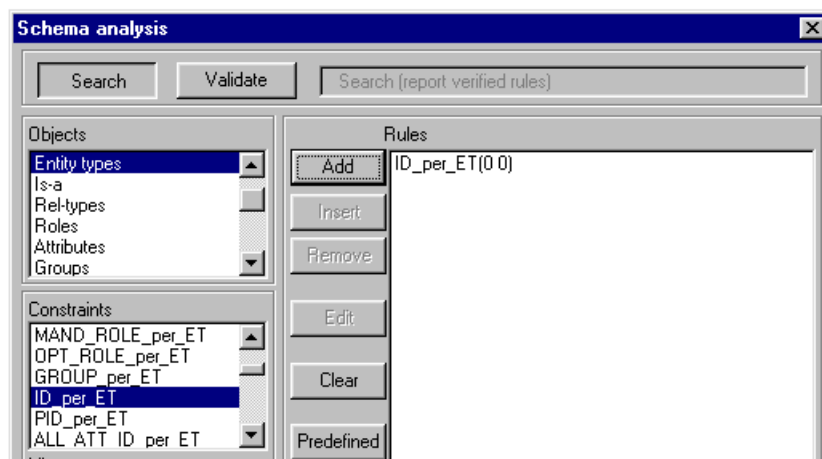 Schema analysis
Search
Validate
Search (report verified rules)
Objects
Entity types
Is-a
Rel-types
Roles
Attributes
Groups
Constraints
MAND_ROLE_per_ET
OPT_ROLE_per_ET
GROUP_per_ET
ID_per_ET
PID_per_ET
ALL_ATT_ID_per_ET
Rules
Add
Insert
Remove
Edit
Clear
Predefined
ID_per_ET(0 0)